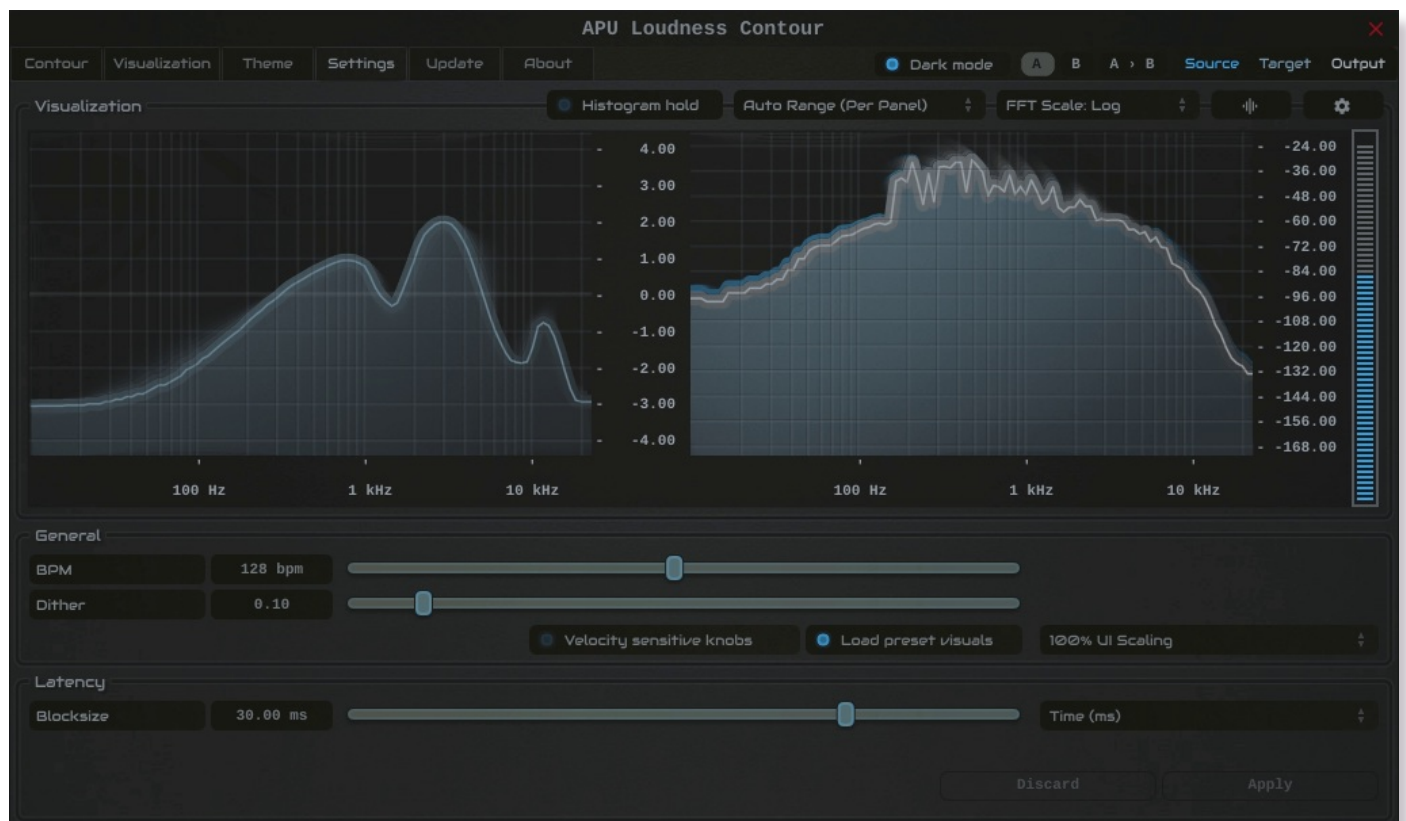 APU Loudness Contour
Contour Visualization Theme Settings Update About Dark mode A B A › B Source Target Output
Visualization Histogram hold Auto Range (Per Panel) FFT Scale: Log
4.00
3.00
2.00
1.00
0.00
-1.00
-2.00
-3.00
-4.00
100 Hz 1 kHz 10 kHz
-24.00
-36.00
-48.00
-60.00
-72.00
-84.00
-96.00
-108.00
-120.00
-132.00
-144.00
-156.00
-168.00
100 Hz 1 kHz 10 kHz
General
BPM 128 bpm
Dither 0.10
Velocity sensitive knobs Load preset visuals 100% UI Scaling
Latency
Blocksize 30.00 ms Time (ms)
Discard Apply